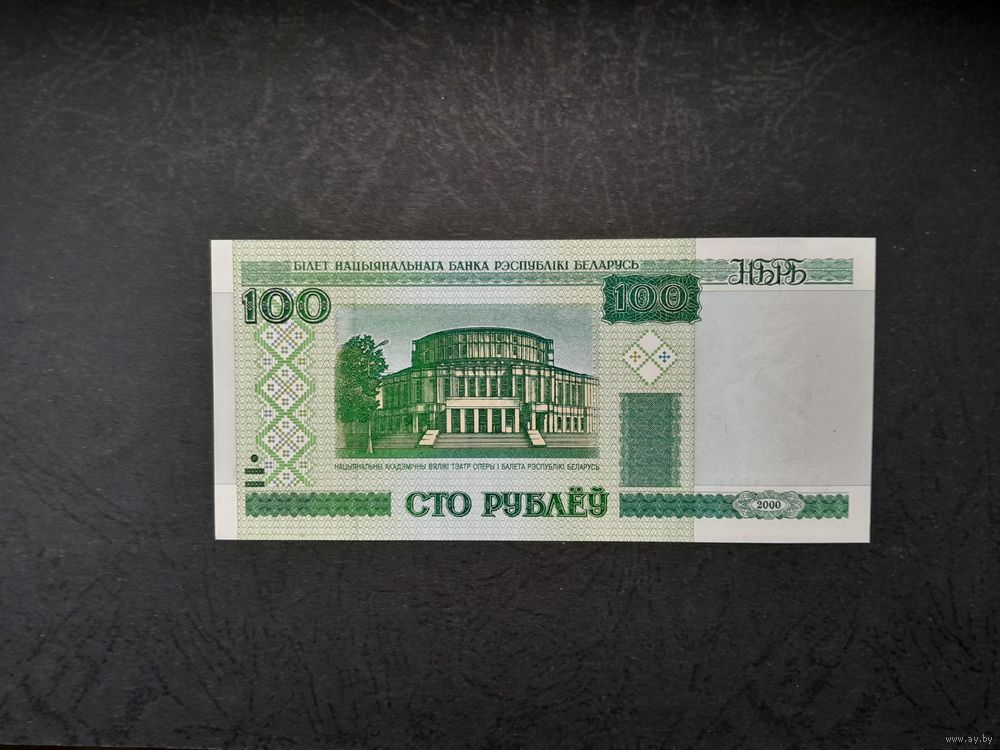 БІЛЕТ НАЦЫЯНАЛЬНАГА БАНКА РЭСПУБЛІКІ БЕЛАРУСЬ
НБРБ
100
100
НАЦЫЯНАЛЬНЫ АКАДЭМІЧНЫ ВЯЛІКІ ТЭАТР ОПЕРЫ І БАЛЕТА РЭСПУБЛІКІ БЕЛАРУСЬ
СТО РУБЛЁЎ
2000
www.ay.by